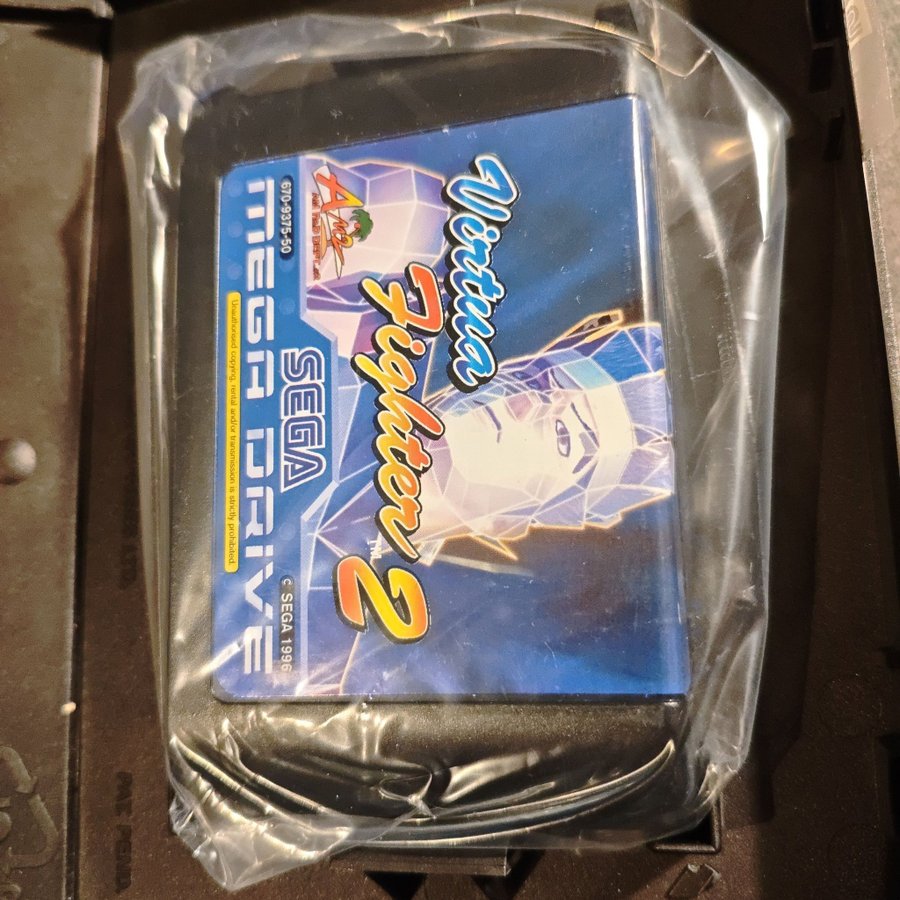 Virtua
Fighter 2
TM
670-9375-50
AM2
SEGA
Unauthorised copying, rental and/or transmission is strictly prohibited.
MEGA DRIVE
C SEGA 1996